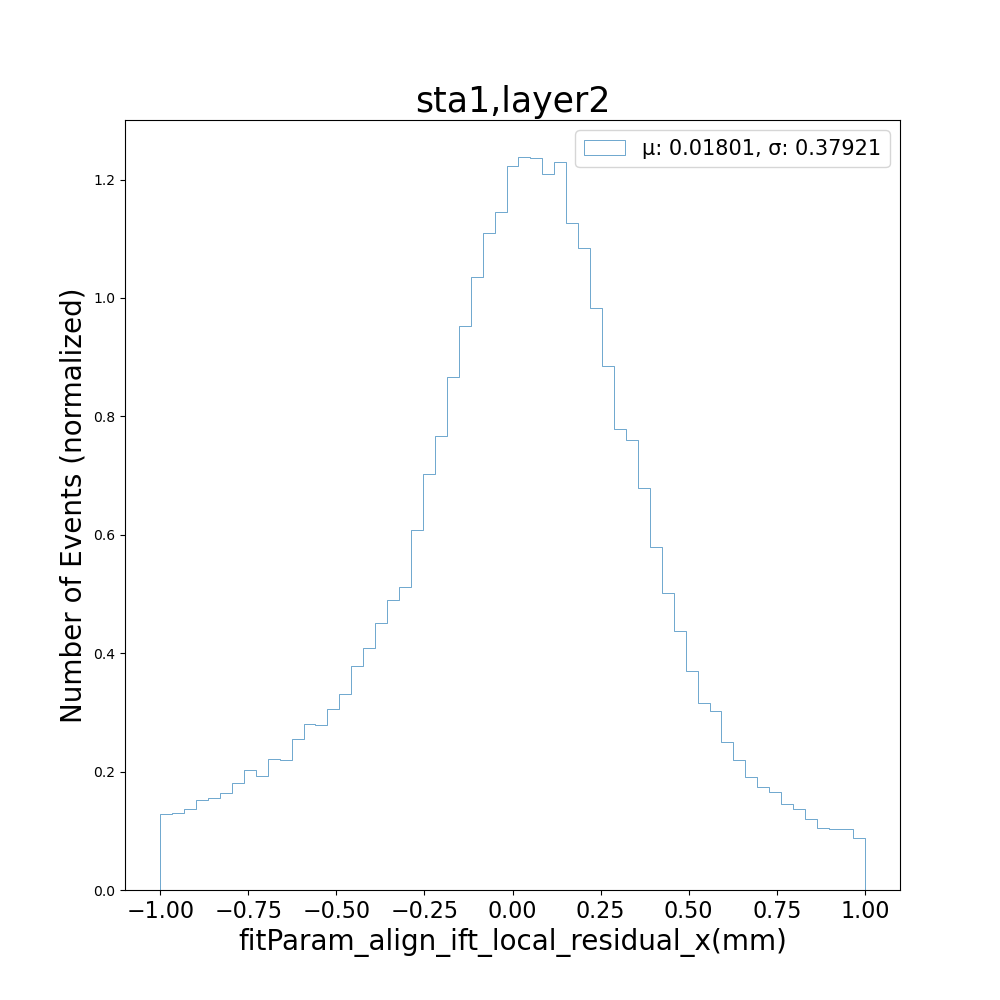 sta1,layer2
μ: 0.01801, σ: 0.37921
Number of Events (normalized)
1.2
1.0
0.8
0.6
0.4
0.2
0.0
−1.00 −0.75 −0.50 −0.25 0.00 0.25 0.50 0.75 1.00
fitParam_align_ift_local_residual_x(mm)